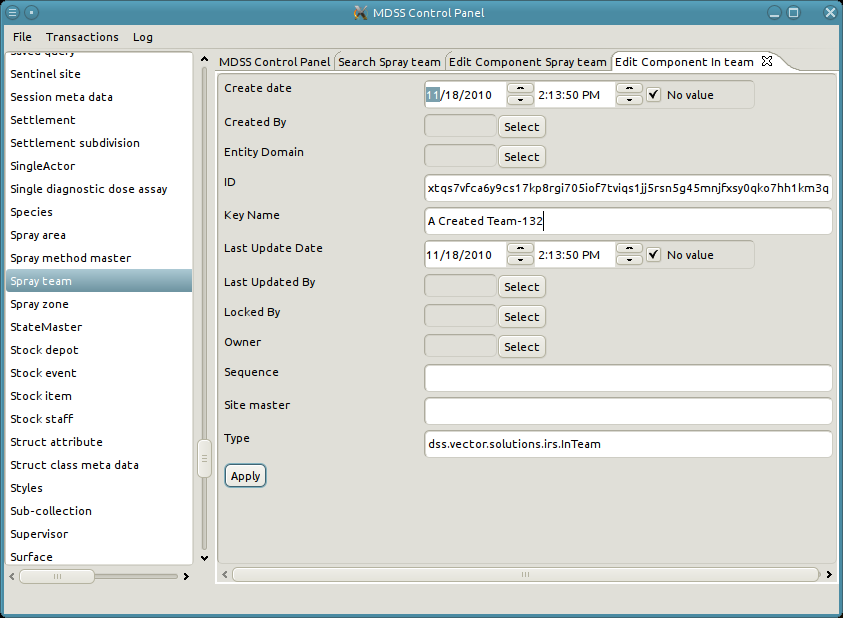 MDSS Control Panel
File Transactions Log
Saved query
Sentinel site
Session meta data
Settlement
Settlement subdivision
SingleActor
Single diagnostic dose assay
Species
Spray area
Spray method master
Spray team
Spray zone
StateMaster
Stock depot
Stock event
Stock item
Stock staff
Struct attribute
Struct class meta data
Styles
Sub-collection
Supervisor
Surface
MDSS Control Panel Search Spray team Edit Component Spray team Edit Component In team
Create date 11/18/2010 2:13:50 PM No value
Created By Select
Entity Domain Select
ID xtqs7vfca6y9cs17kp8rgi705iof7tviqs1jj5rsn5g45mnjfxsy0qko7hh1km3q
Key Name A Created Team-132
Last Update Date 11/18/2010 2:13:50 PM No value
Last Updated By Select
Locked By Select
Owner Select
Sequence
Site master
Type dss.vector.solutions.irs.InTeam
Apply